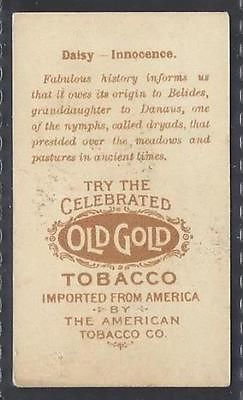 Daisy — Innocence.
Fabulous history informs us
that it owes its origin to Belides,
granddaughter to Danaus, one
of the nymphs, called dryads, that
presided over the meadows and
pastures in ancient times.
TRY THE
CELEBRATED
OLD GOLD
TOBACCO
IMPORTED FROM AMERICA
BY
THE AMERICAN
TOBACCO CO.